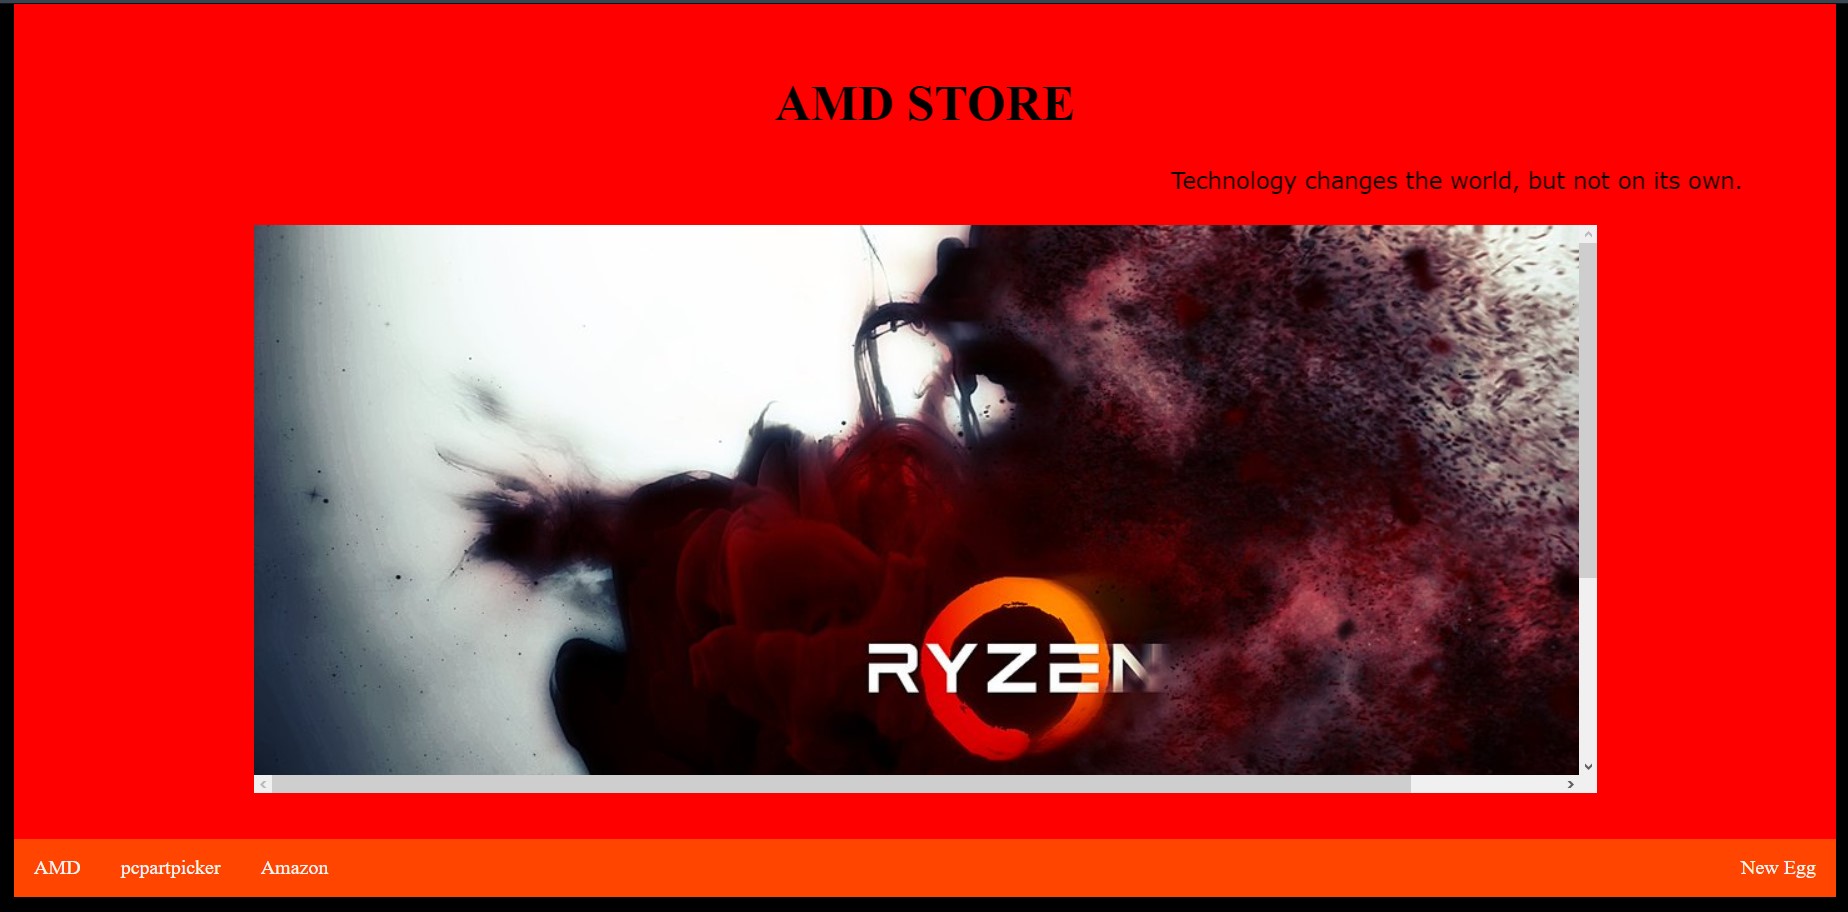 AMD STORE
Technology changes the world, but not on its own.
RYZEN
AMD pcpartpicker Amazon New Egg